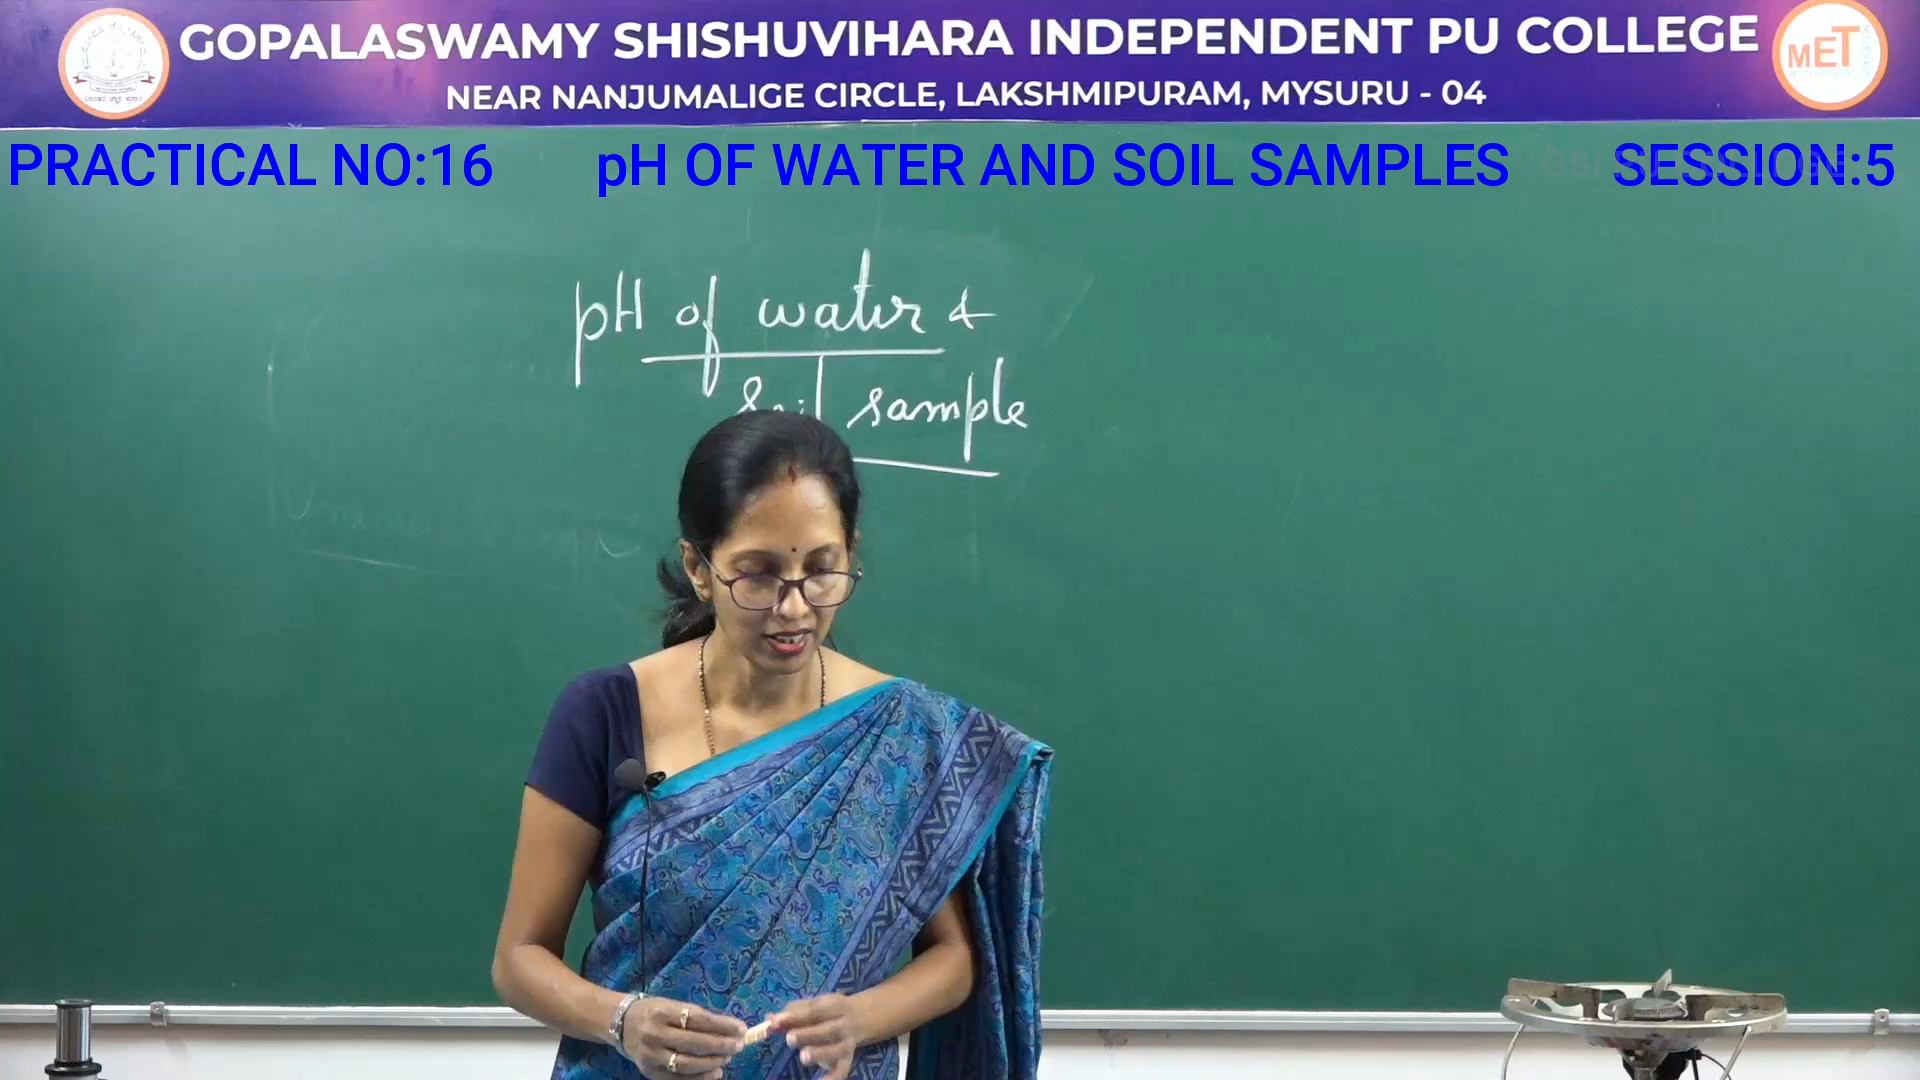 GOPALASWAMY SHISHUVIHARA INDEPENDENT PU COLLEGE
NEAR NANJUMALIGE CIRCLE, LAKSHMIPURAM, MYSURU - 04
MET
PRACTICAL NO:16 pH OF WATER AND SOIL SAMPLES SESSION:5
pH of water &
Soil sample